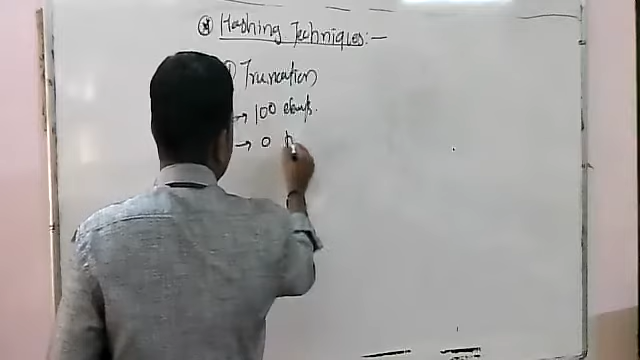 Hashing Techniques:-
) Truncation
→ 100 elemts.
→ 0